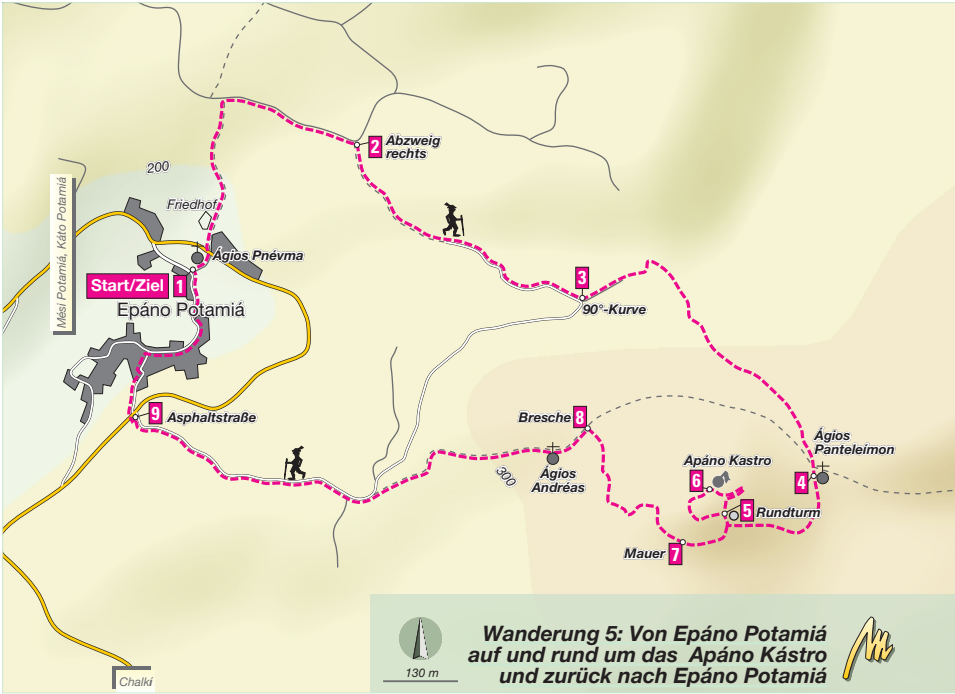 2
Abzweig
rechts
200
Mési Potamiá, Káto Potamiá
Friedhof
Ágios Pnévma
Start/Ziel 1
Epáno Potamiá
3
90°-Kurve
9 Asphaltstraße
Bresche 8
Ágios
Panteleímon
4
Apáno Kastro
6
300
Ágios
Andréas
5 Rundturm
Mauer 7
130 m
Wanderung 5: Von Epáno Potamiá
auf und rund um das Apáno Kástro
und zurück nach Epáno Potamiá
Chalkí